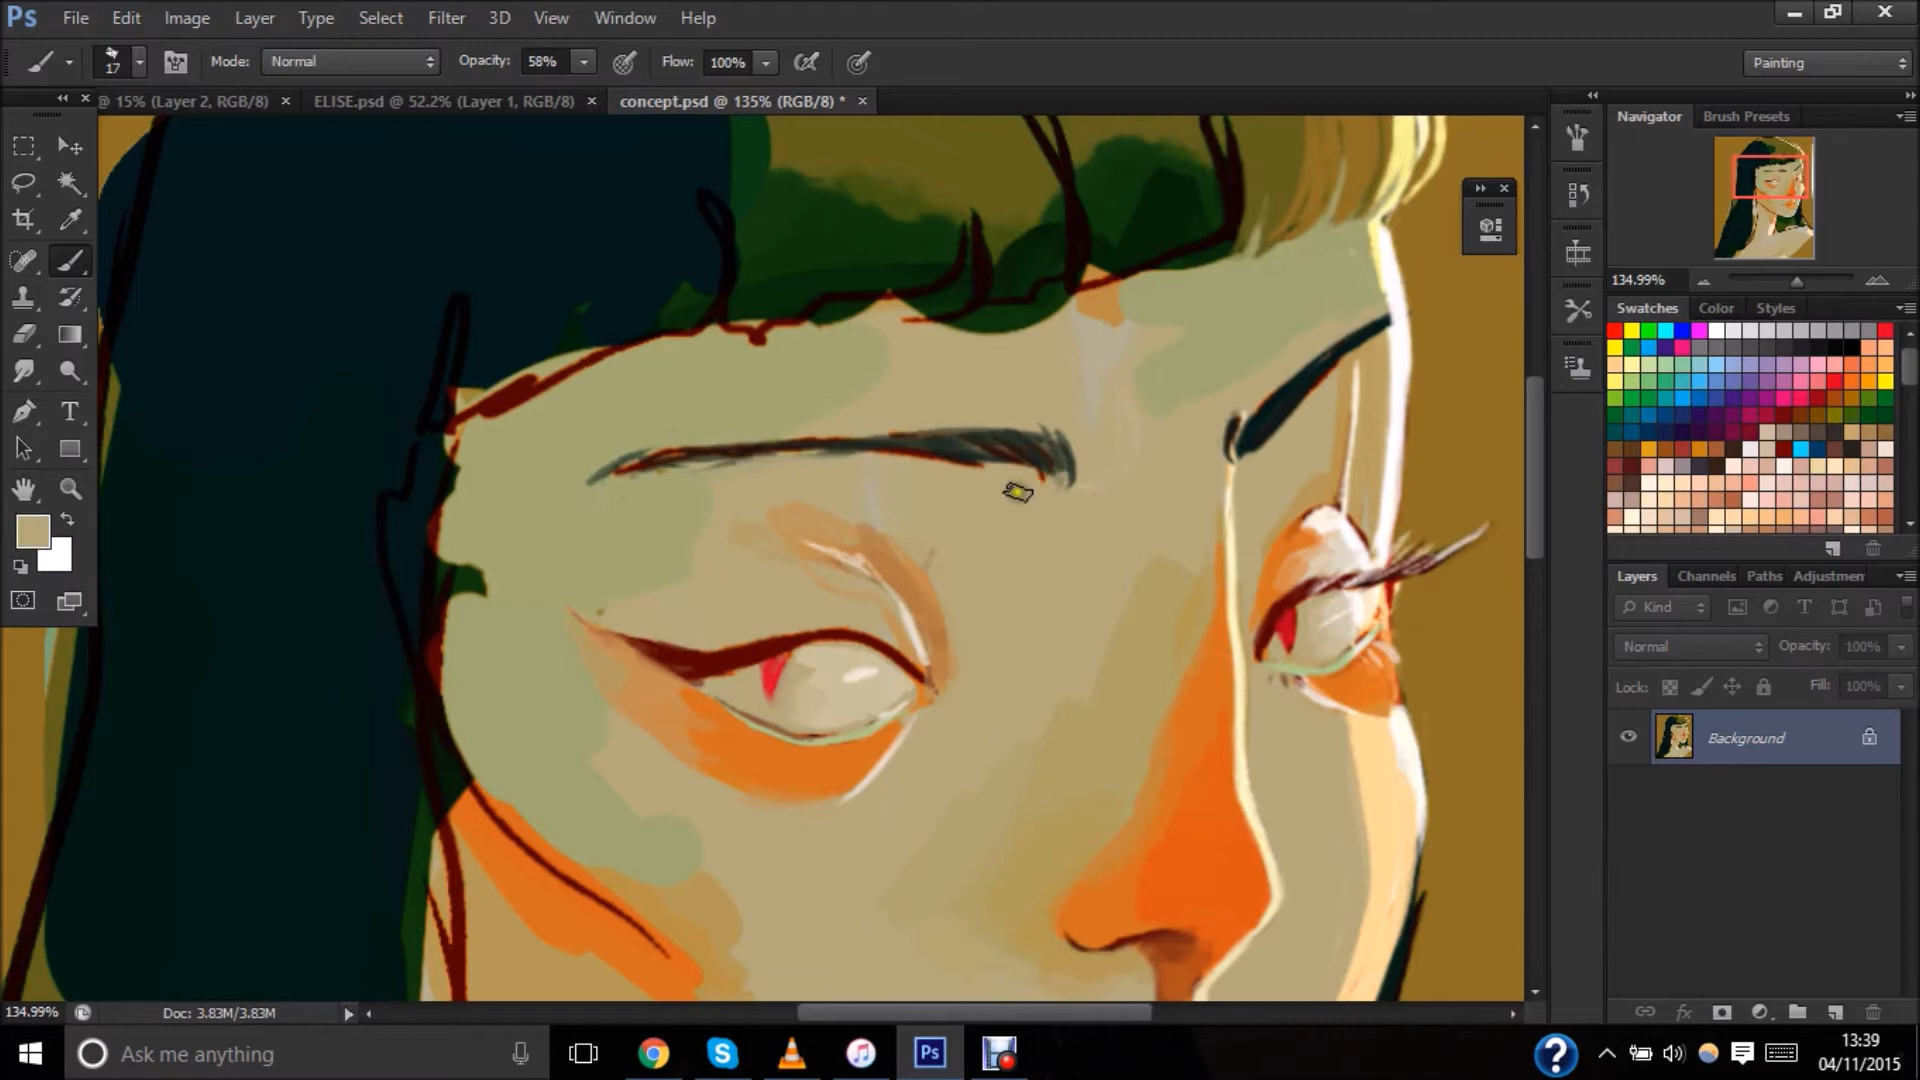 Ps File Edit Image Layer Type Select Filter 3D View Window Help
17 Mode: Normal Opacity: 58% Flow: 100% Painting
@ 15% (Layer 2, RGB/8) × ELISE.psd @ 52.2% (Layer 1, RGB/8) × concept.psd @ 135% (RGB/8) * ×
Navigator Brush Presets
134.99%
Swatches Color Styles
Layers Channels Paths Adjustmen
Kind
Normal Opacity: 100%
Lock: Fill: 100%
Background
134.99% Doc: 3.83M/3.83M
Ask me anything
Ps
13:39
04/11/2015